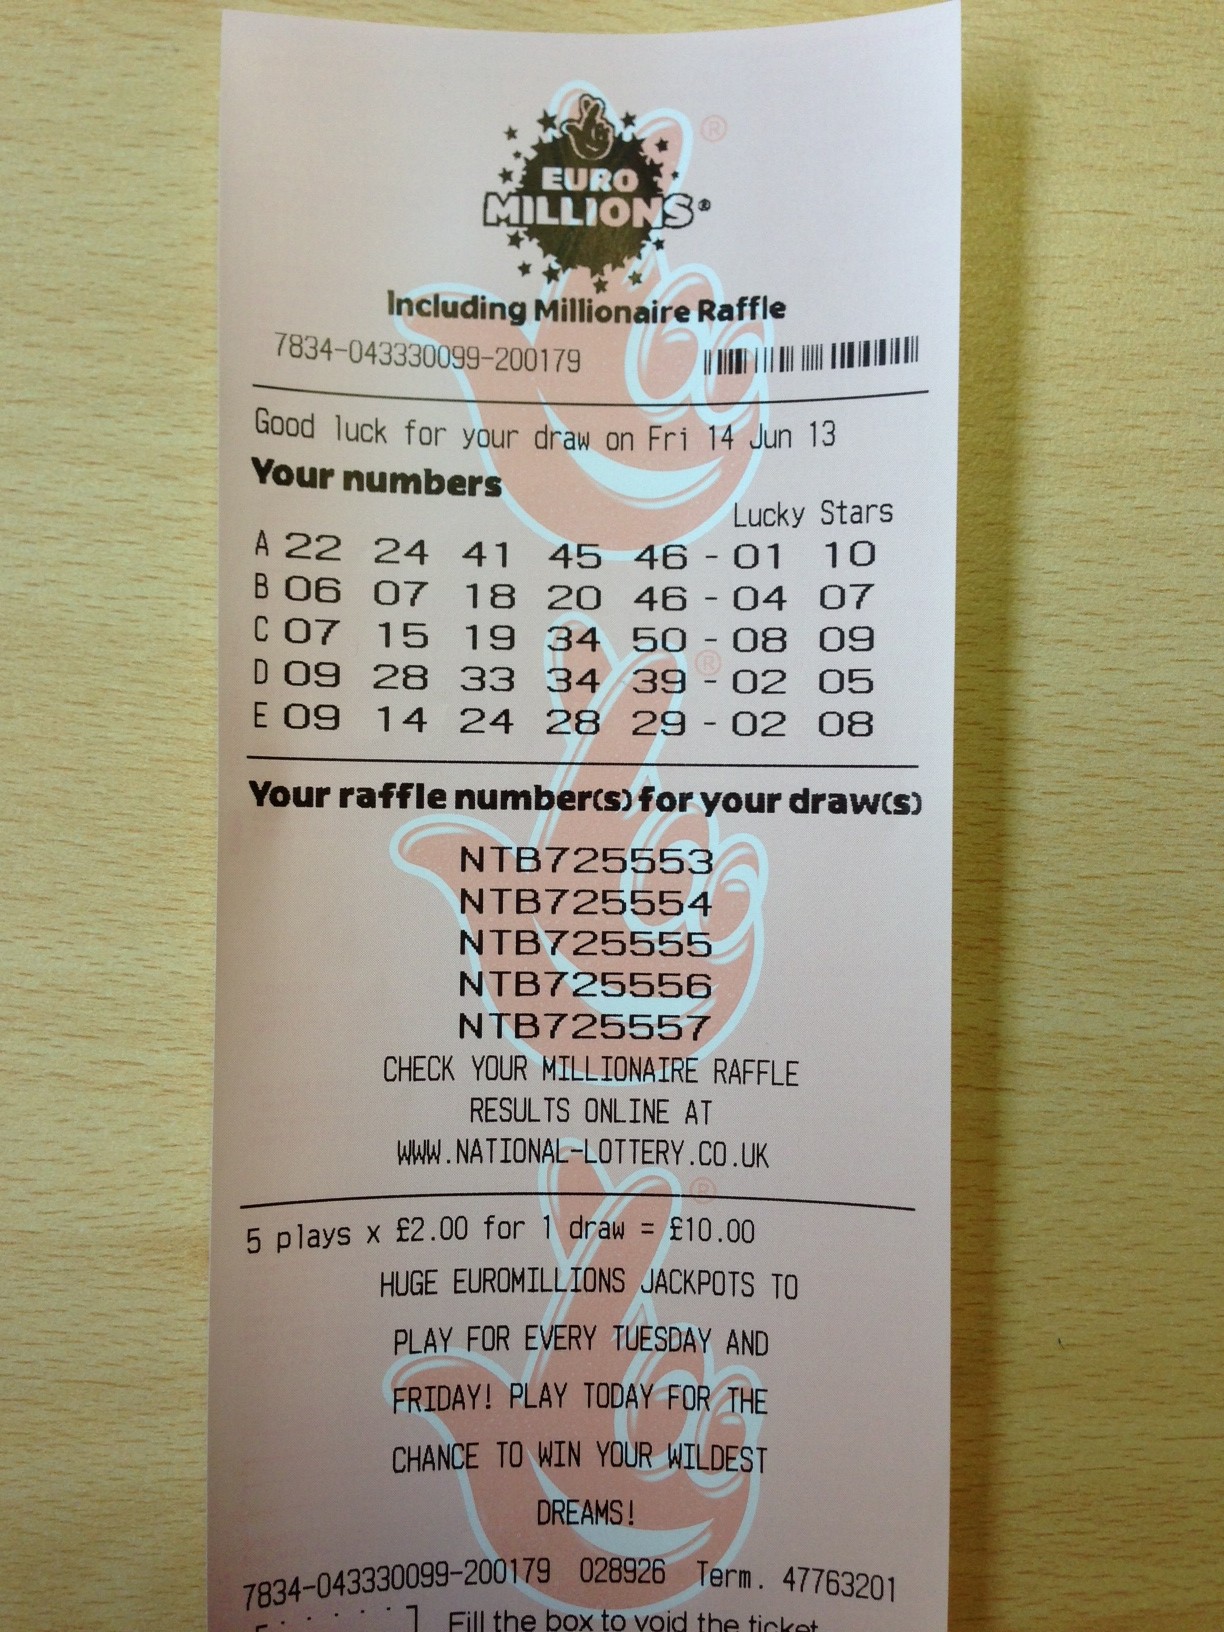 EURO
MILLIONS®
Including Millionaire Raffle
7834-043330099-200179
Good luck for your draw on Fri 14 Jun 13
Your numbers
Lucky Stars
A 22 24 41 45 46 - 01 10
B 06 07 18 20 46 - 04 07
C 07 15 19 34 50 - 08 09
D 09 28 33 34 39 - 02 05
E 09 14 24 28 29 - 02 08
Your raffle number(s) for your draw(s)
NTB725553
NTB725554
NTB725555
NTB725556
NTB725557
CHECK YOUR MILLIONAIRE RAFFLE
RESULTS ONLINE AT
WWW.NATIONAL-LOTTERY.CO.UK
5 plays x £2.00 for 1 draw = £10.00
HUGE EUROMILLIONS JACKPOTS TO
PLAY FOR EVERY TUESDAY AND
FRIDAY! PLAY TODAY FOR THE
CHANCE TO WIN YOUR WILDEST
DREAMS!
7834-043330099-200179 028926 Term. 47763201
Fill the box to void the ticket